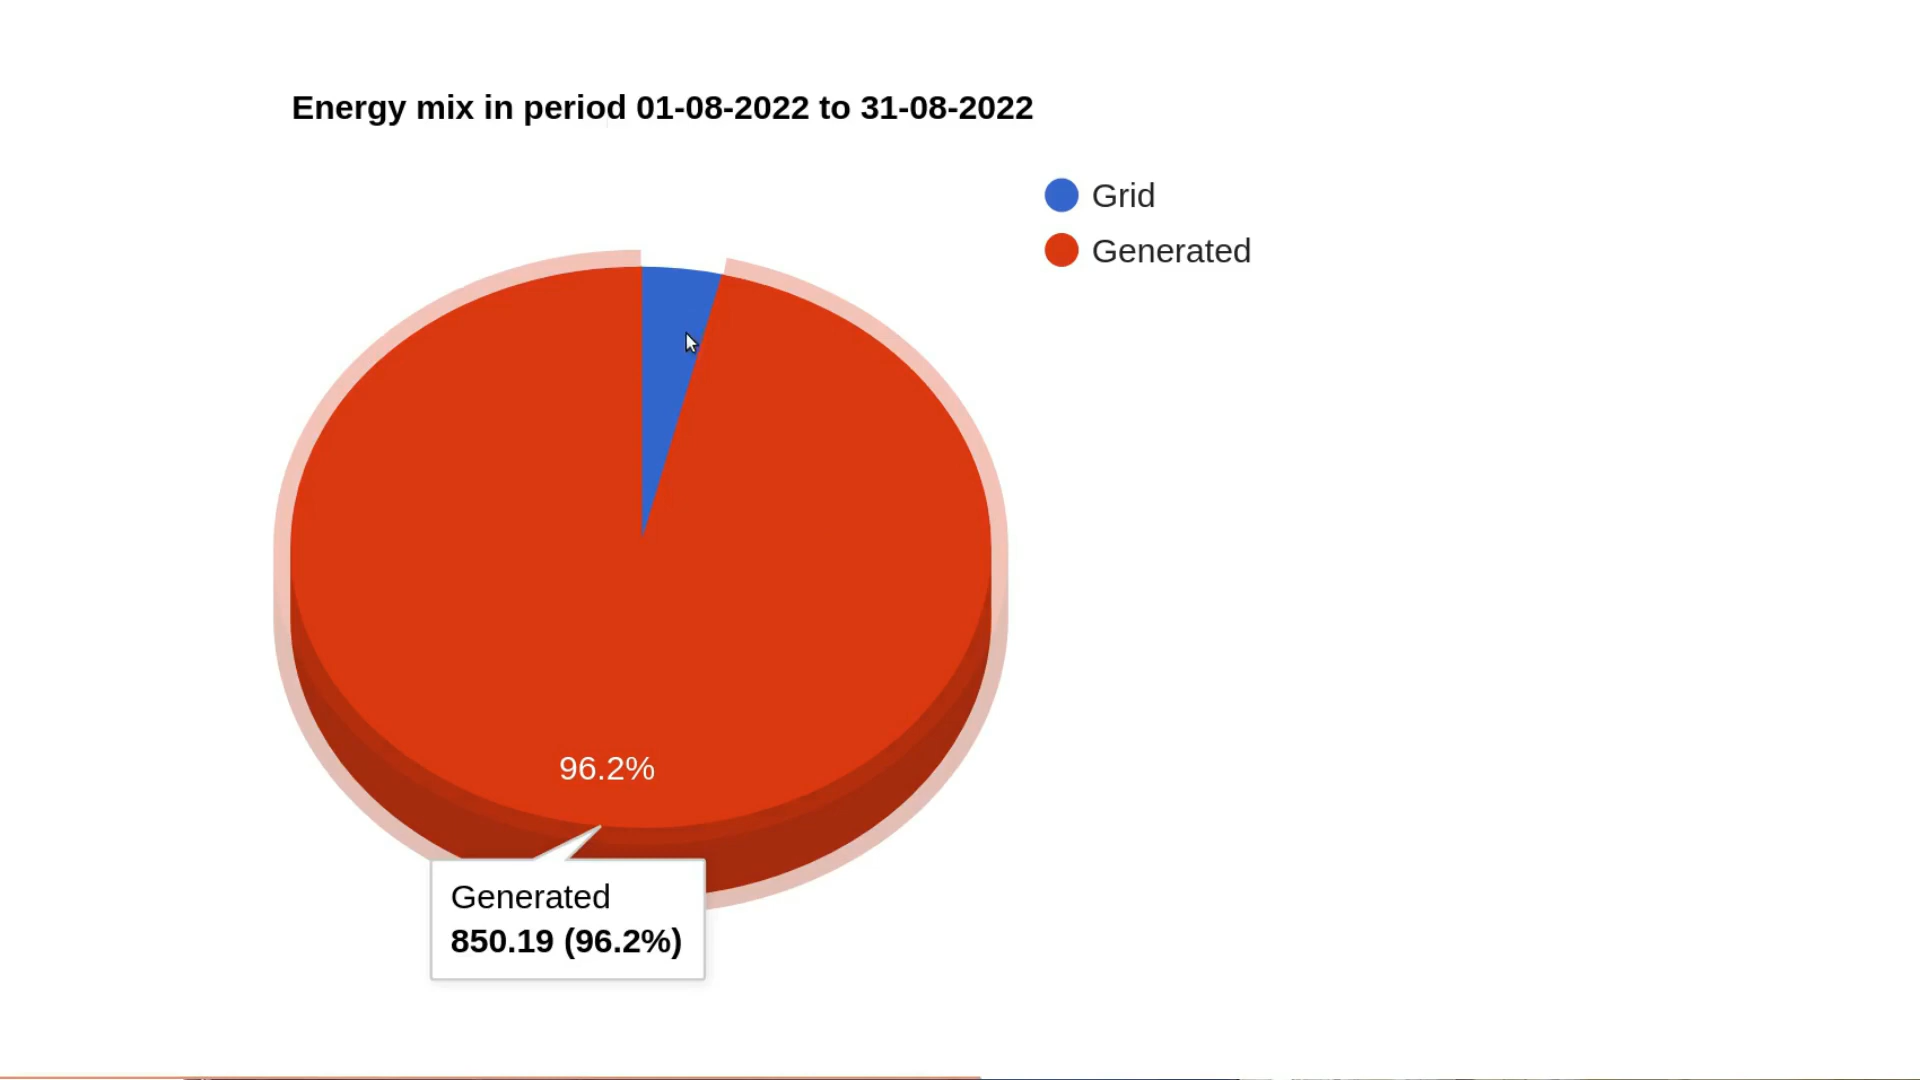 Energy mix in period 01-08-2022 to 31-08-2022
Grid
Generated
96.2%
Generated
850.19 (96.2%)